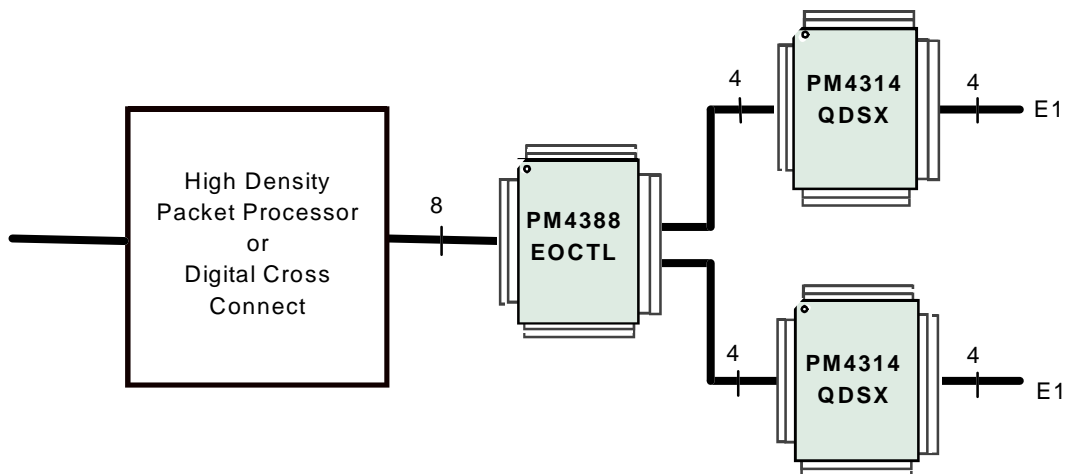 High Density
Packet Processor
or
Digital Cross
Connect
8
PM4388
EOCTL
4
PM4314
QDSX
4
E1
4
PM4314
QDSX
4
E1